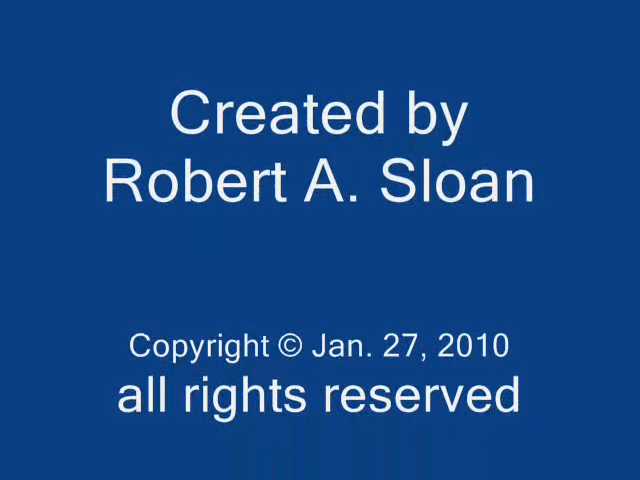 Created by
Robert A. Sloan
Copyright © Jan. 27, 2010
all rights reserved